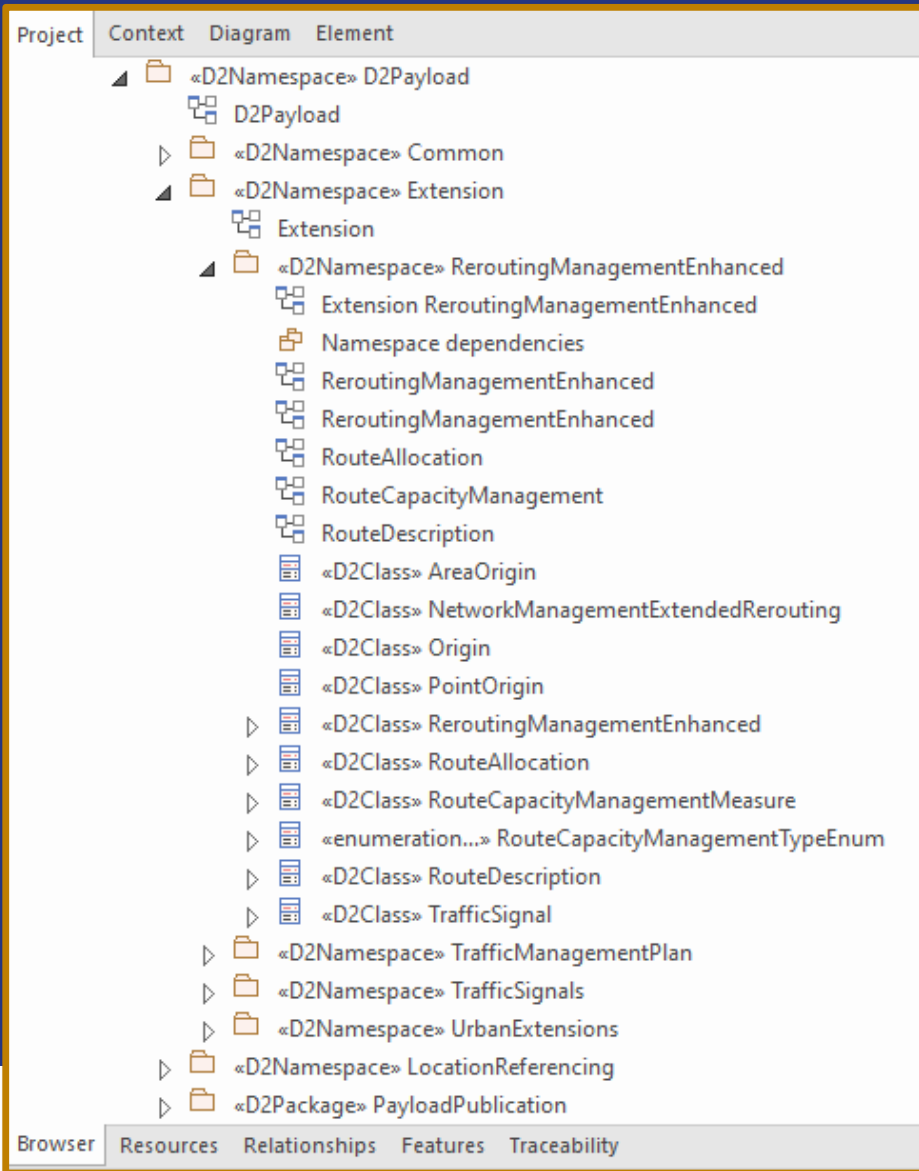 Project Context Diagram Element
«D2Namespace» D2Payload
D2Payload
«D2Namespace» Common
«D2Namespace» Extension
Extension
«D2Namespace» ReroutingManagementEnhanced
Extension ReroutingManagementEnhanced
Namespace dependencies
ReroutingManagementEnhanced
ReroutingManagementEnhanced
RouteAllocation
RouteCapacityManagement
RouteDescription
«D2Class» AreaOrigin
«D2Class» NetworkManagementExtendedRerouting
«D2Class» Origin
«D2Class» PointOrigin
«D2Class» ReroutingManagementEnhanced
«D2Class» RouteAllocation
«D2Class» RouteCapacityManagementMeasure
«enumeration...» RouteCapacityManagementTypeEnum
«D2Class» RouteDescription
«D2Class» TrafficSignal
«D2Namespace» TrafficManagementPlan
«D2Namespace» TrafficSignals
«D2Namespace» UrbanExtensions
«D2Namespace» LocationReferencing
«D2Package» PayloadPublication
Browser Resources Relationships Features Traceability